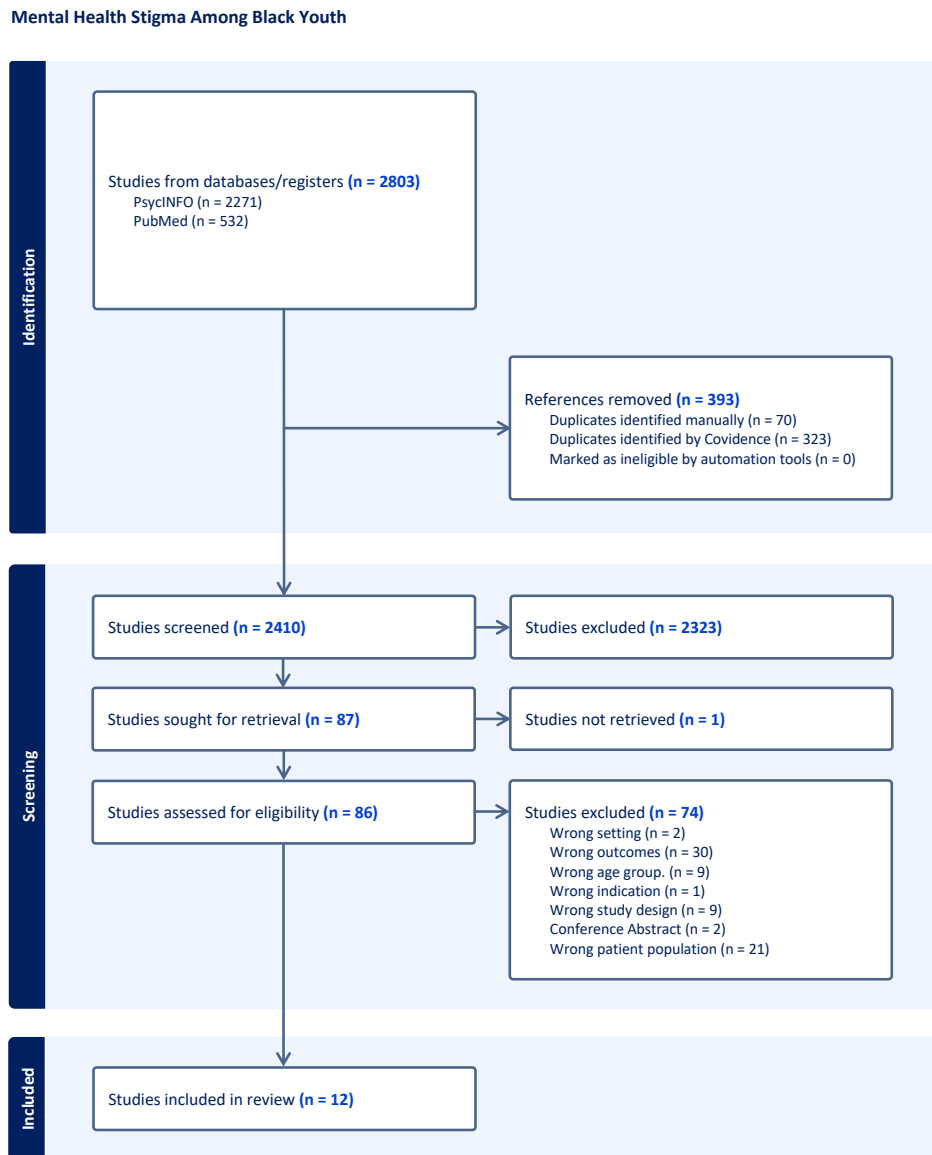 Mental Health Stigma Among Black Youth
Identification
Studies from databases/registers (n = 2803)
PsycINFO (n = 2271)
PubMed (n = 532)
References removed (n = 393)
Duplicates identified manually (n = 70)
Duplicates identified by Covidence (n = 323)
Marked as ineligible by automation tools (n = 0)
Screening
Studies screened (n = 2410)
Studies excluded (n = 2323)
Studies sought for retrieval (n = 87)
Studies not retrieved (n = 1)
Studies assessed for eligibility (n = 86)
Studies excluded (n = 74)
Wrong setting (n = 2)
Wrong outcomes (n = 30)
Wrong age group. (n = 9)
Wrong indication (n = 1)
Wrong study design (n = 9)
Conference Abstract (n = 2)
Wrong patient population (n = 21)
Included
Studies included in review (n = 12)